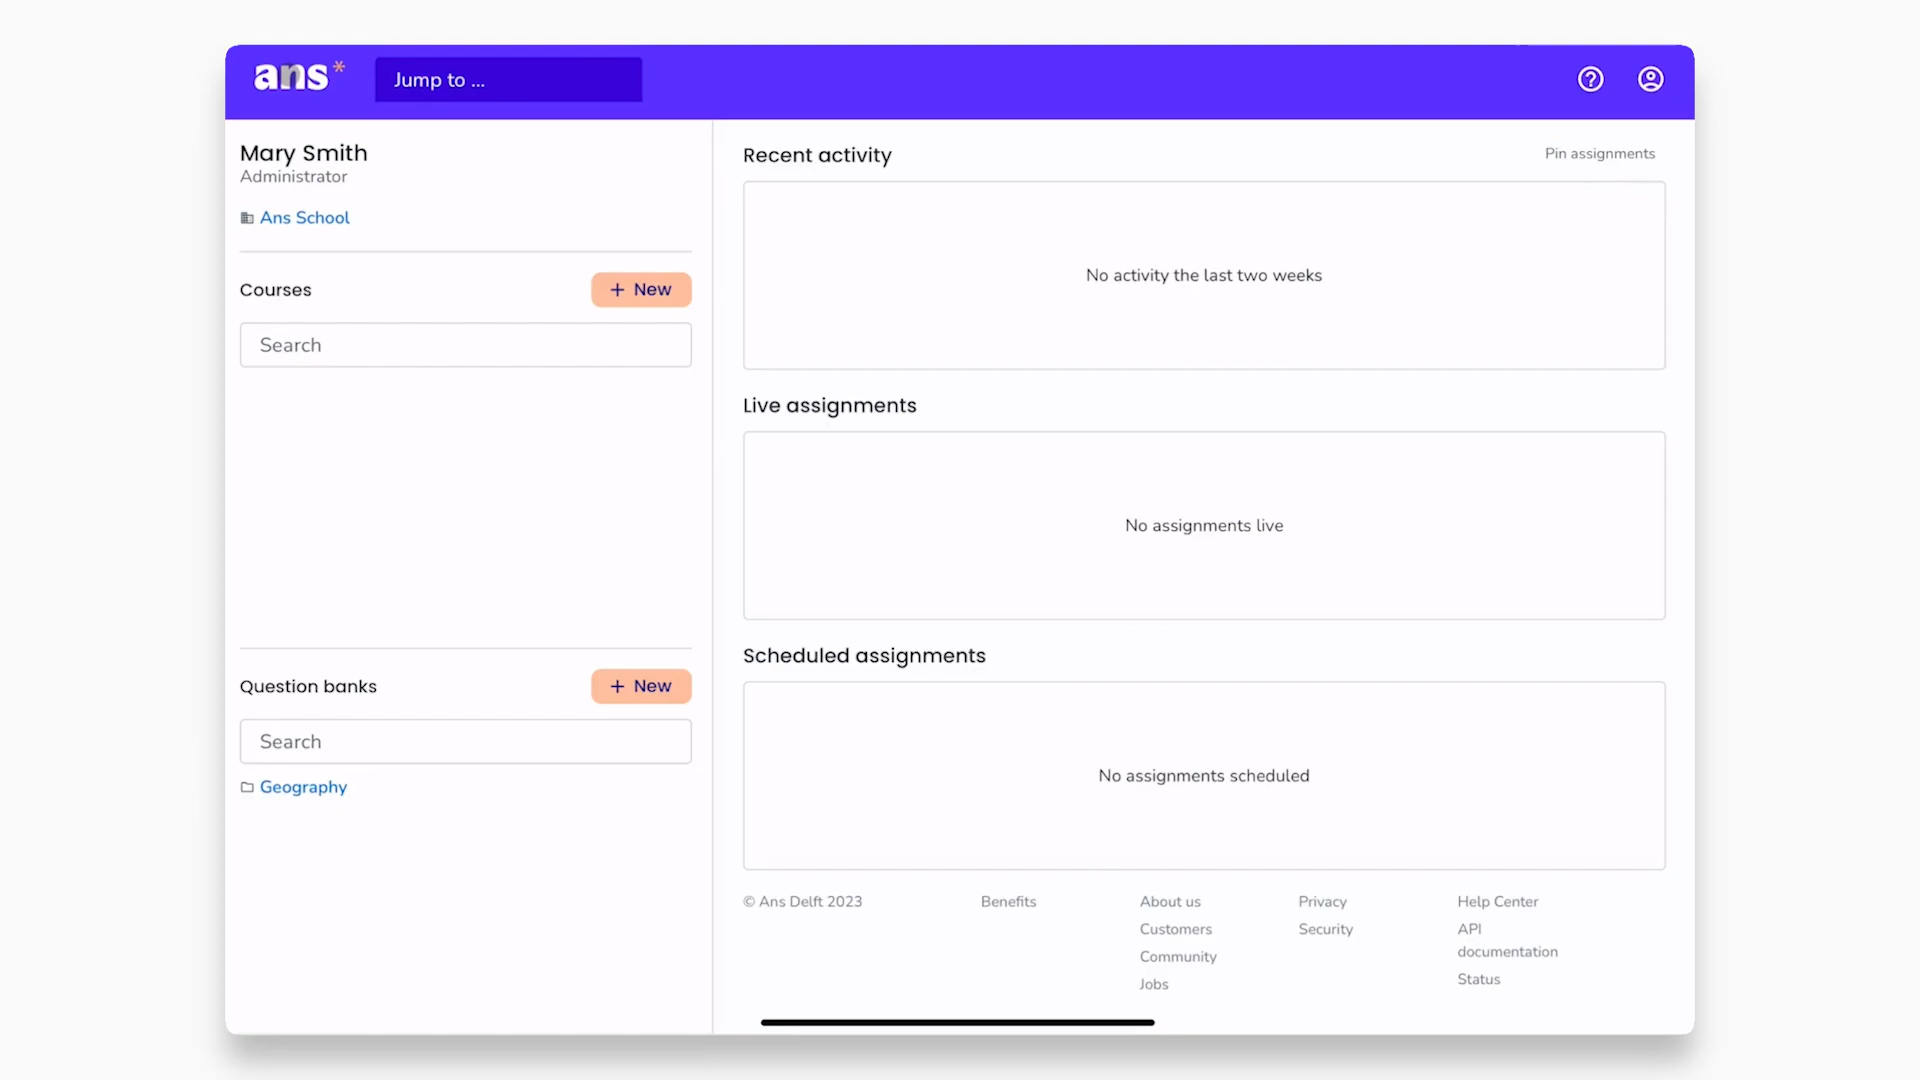 ans*
Jump to ...
Mary Smith
Administrator
Ans School
Courses
+ New
Search
Question banks
+ New
Search
Geography
Recent activity
Pin assignments
No activity the last two weeks
Live assignments
No assignments live
Scheduled assignments
No assignments scheduled
© Ans Delft 2023
Benefits
About us
Customers
Community
Jobs
Privacy
Security
Help Center
API
documentation
Status